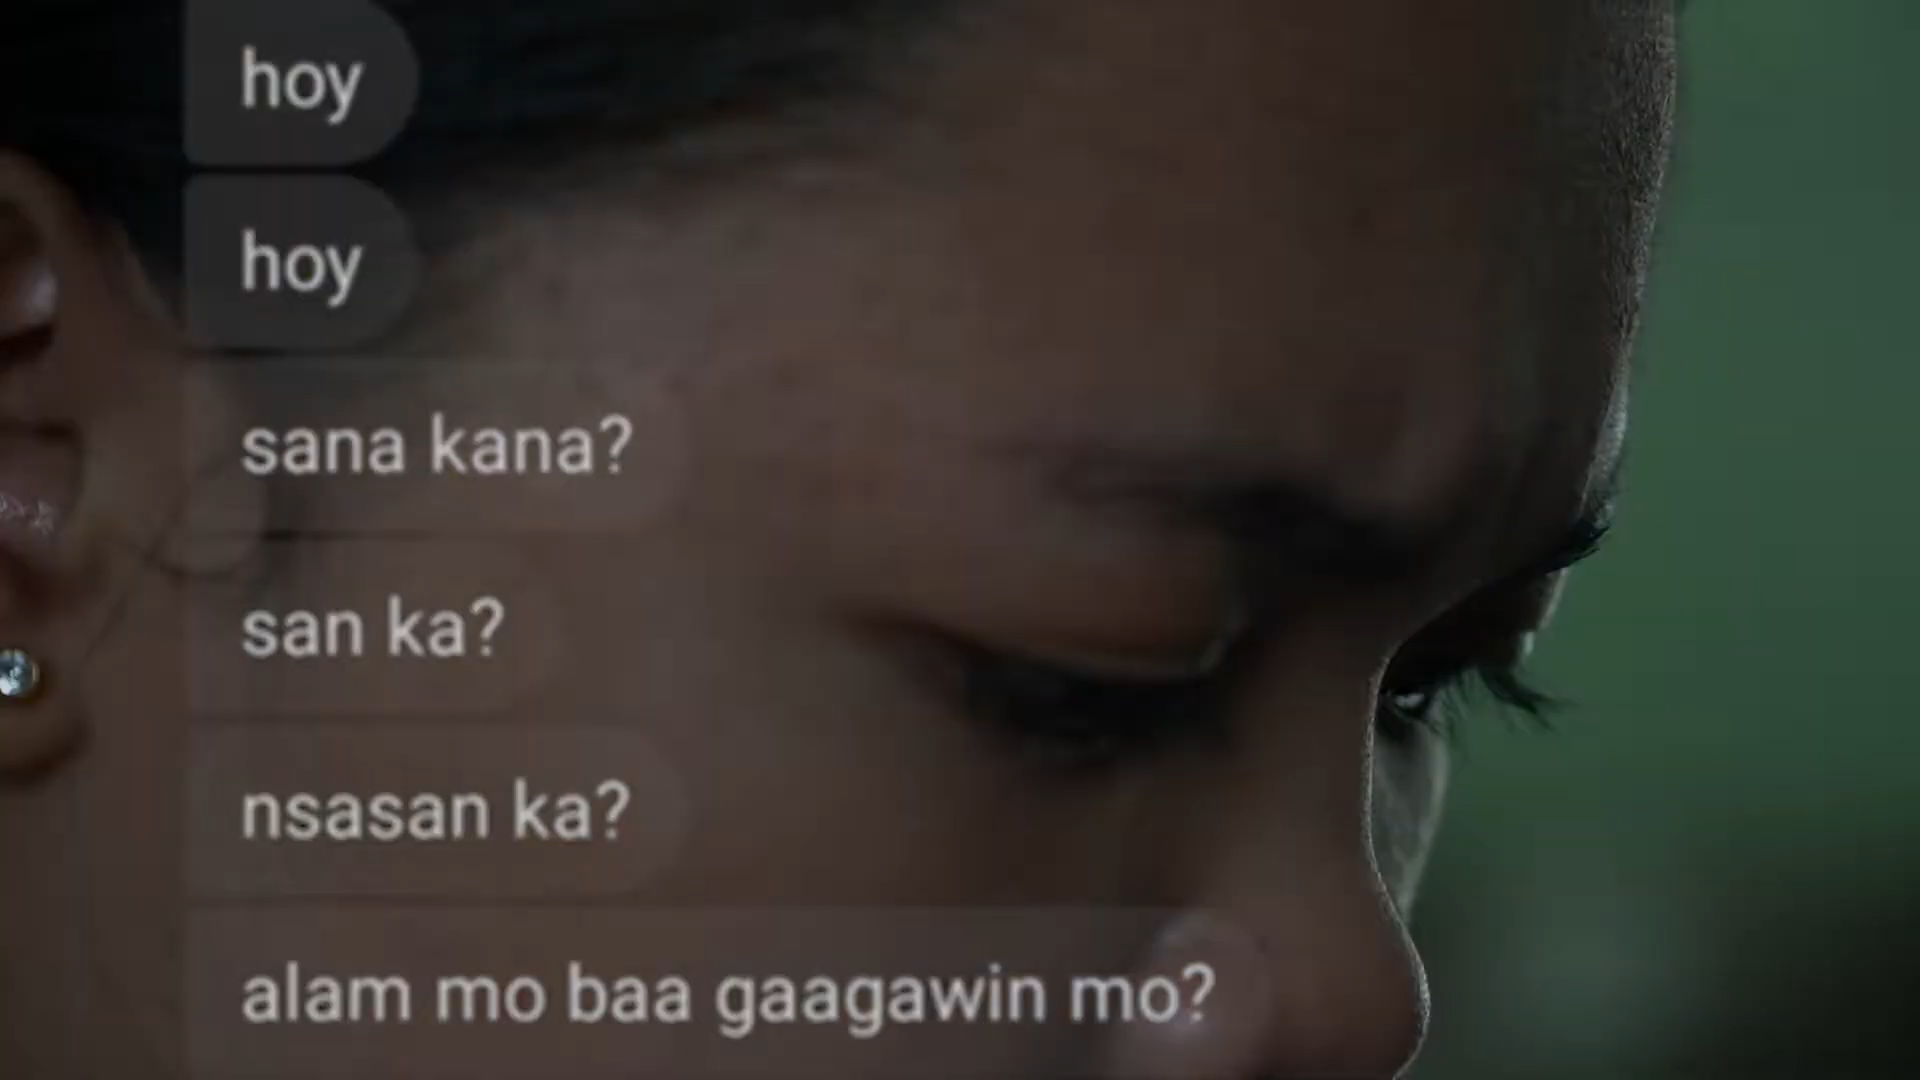 hoy
hoy
sana kana?
san ka?
nsasan ka?
alam mo baa gaagawin mo?